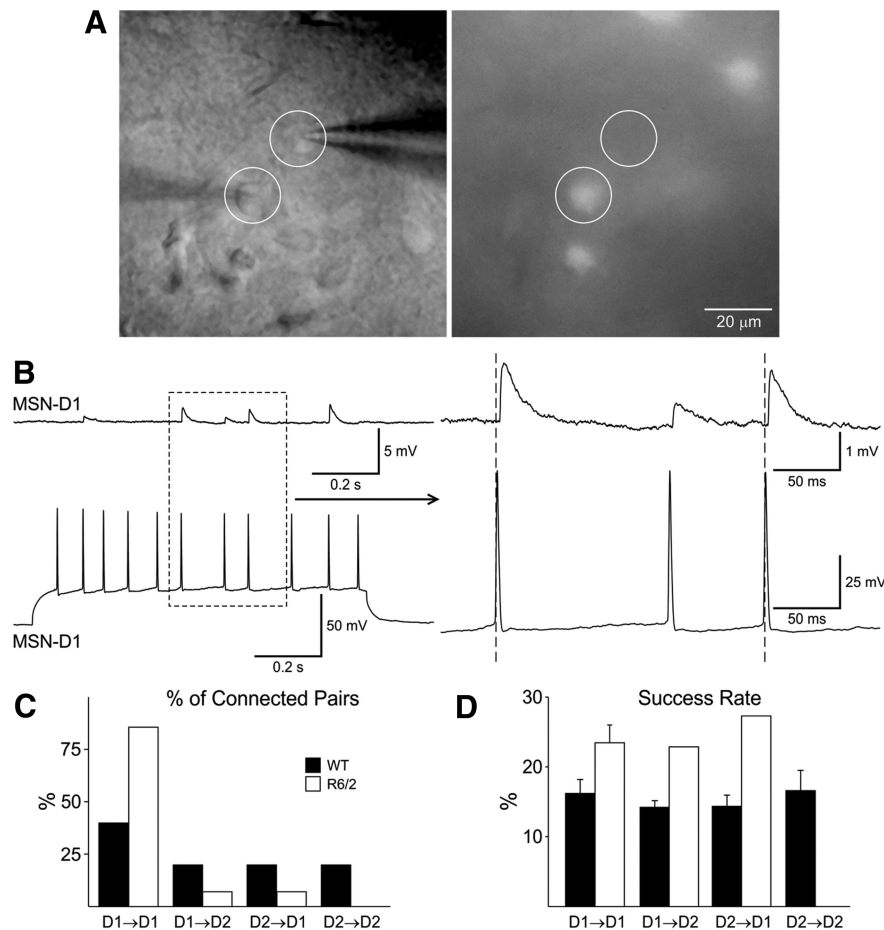 A
20 μm
B
MSN-D1
5 mV
0.2 s
1 mV
50 ms
25 mV
50 ms
MSN-D1
50 mV
0.2 s
C
% of Connected Pairs
75
50
25
%
WT
R6/2
D1→D1 D1→D2 D2→D1 D2→D2
D
Success Rate
30
20
10
%
D1→D1 D1→D2 D2→D1 D2→D2